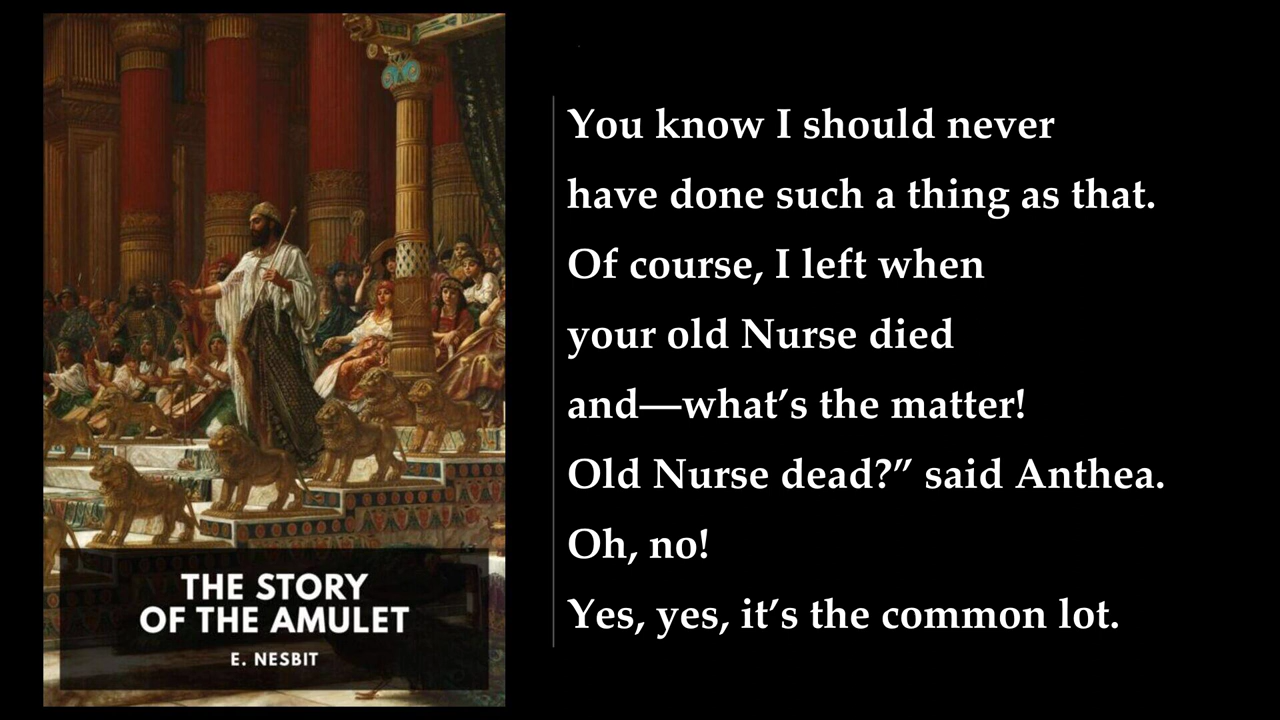 THE STORY
OF THE AMULET
E. NESBIT
You know I should never
have done such a thing as that.
Of course, I left when
your old Nurse died
and—what’s the matter!
Old Nurse dead?” said Anthea.
Oh, no!
Yes, yes, it’s the common lot.